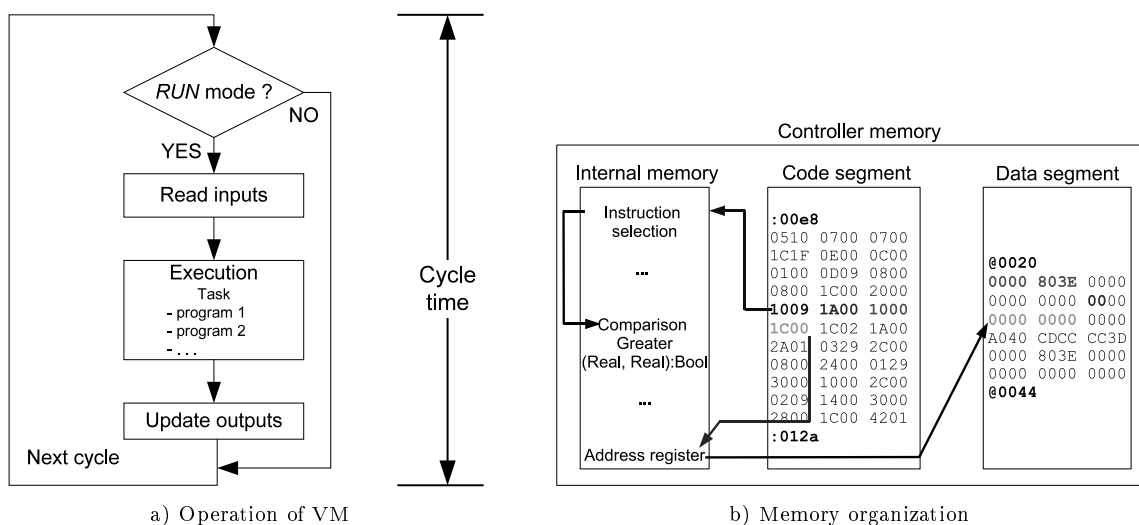 RUN mode ?
NO
YES
Read inputs
Execution
Task
- program 1
- program 2
- . . .
Update outputs
Next cycle
Cycle
time
a) Operation of VM
Controller memory
Internal memory
Instruction
selection
...
Comparison
Greater
(Real, Real):Bool
...
Address register
Code segment
:00e8
0510 0700 0700
1C1F 0E00 0C00
0100 0D09 0800
0800 1C00 2000
1009 1A00 1000
1C00 1C02 1A00
2A01 0329 2C00
0800 2400 0129
3000 1000 2C00
0209 1400 3000
2800 1C00 4201
:012a
Data segment
@0020
0000 803E 0000
0000 0000 0000
0000 0000 0000
A040 CDCC CC3D
0000 803E 0000
0000 0000 0000
@0044
b) Memory organization